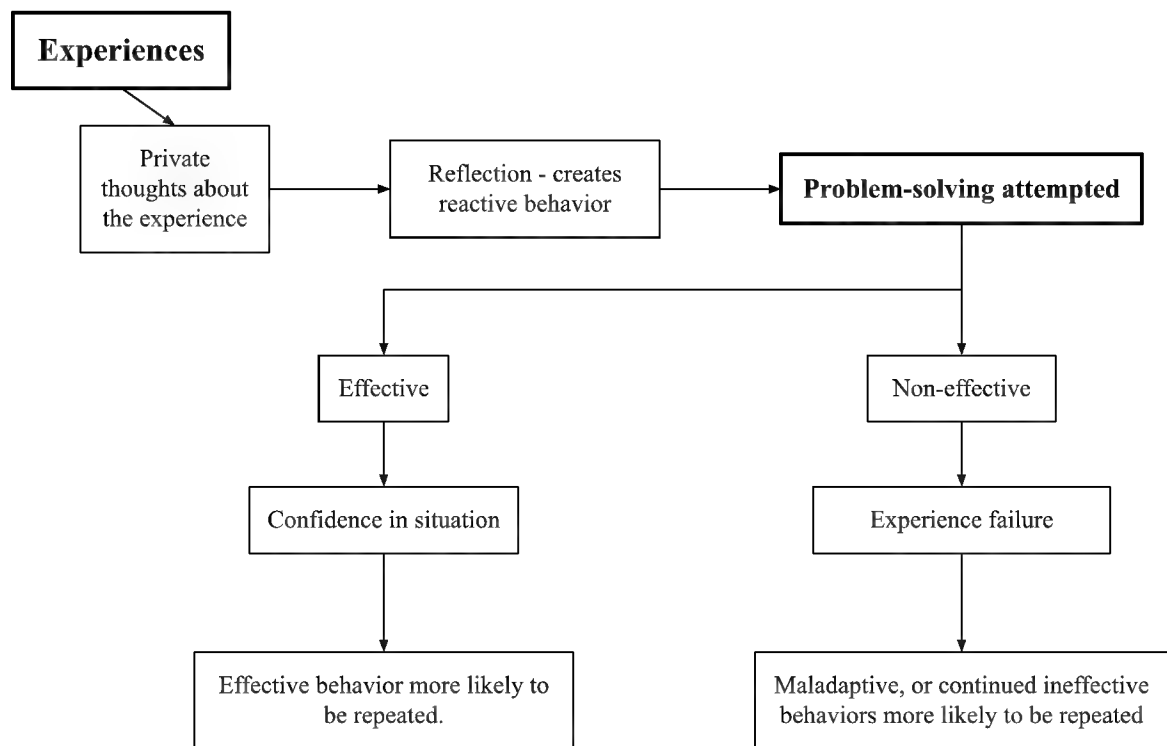 Experiences
Private
thoughts about
the experience
Reflection - creates
reactive behavior
Problem-solving attempted
Effective
Non-effective
Confidence in situation
Experience failure
Effective behavior more likely to
be repeated.
Maladaptive, or continued ineffective
behaviors more likely to be repeated